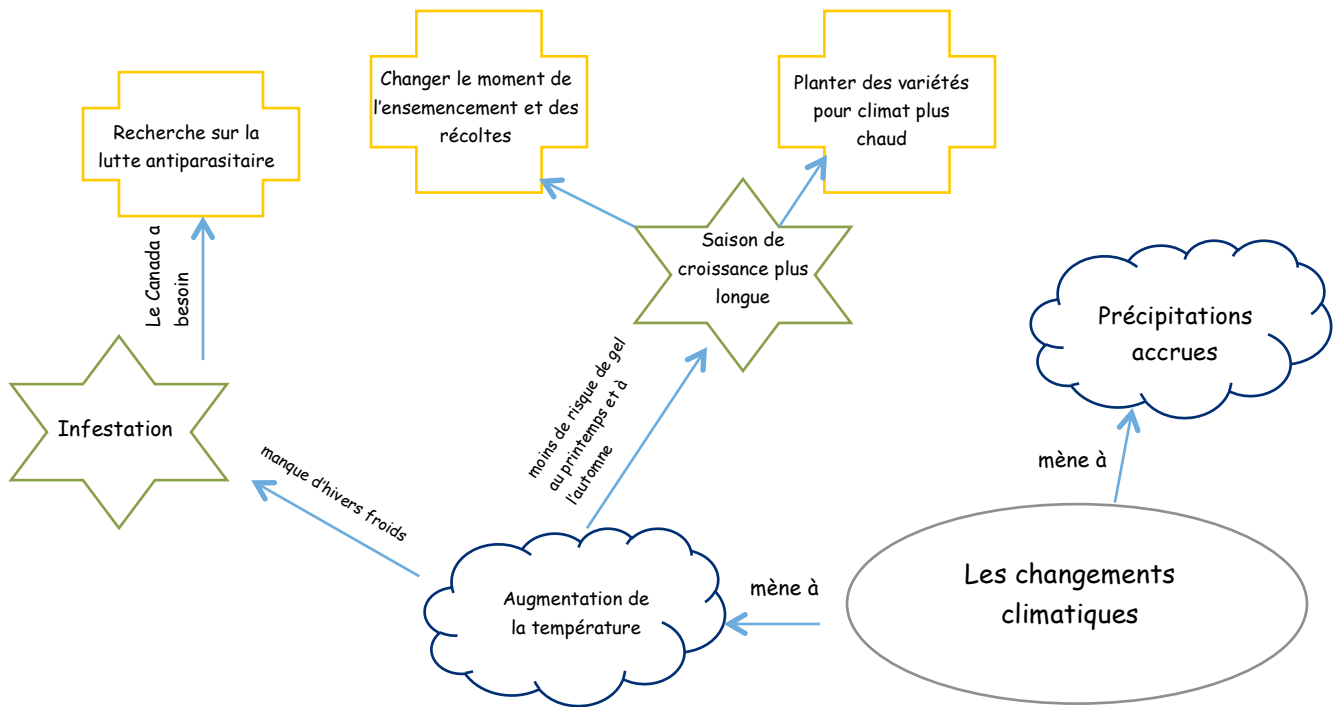 Changer le moment de
l'ensemencement et des
récoltes
Planter des variétés
pour climat plus
chaud
Recherche sur la
lutte antiparasitaire
Le Canada a
besoin
Saison de
croissance plus
longue
Précipitations
accrues
moins de risque de gel
au printemps et à
l'automne
Infestation
manque d'hivers froids
mène à
Les changements
climatiques
mène à
Augmentation de
la température